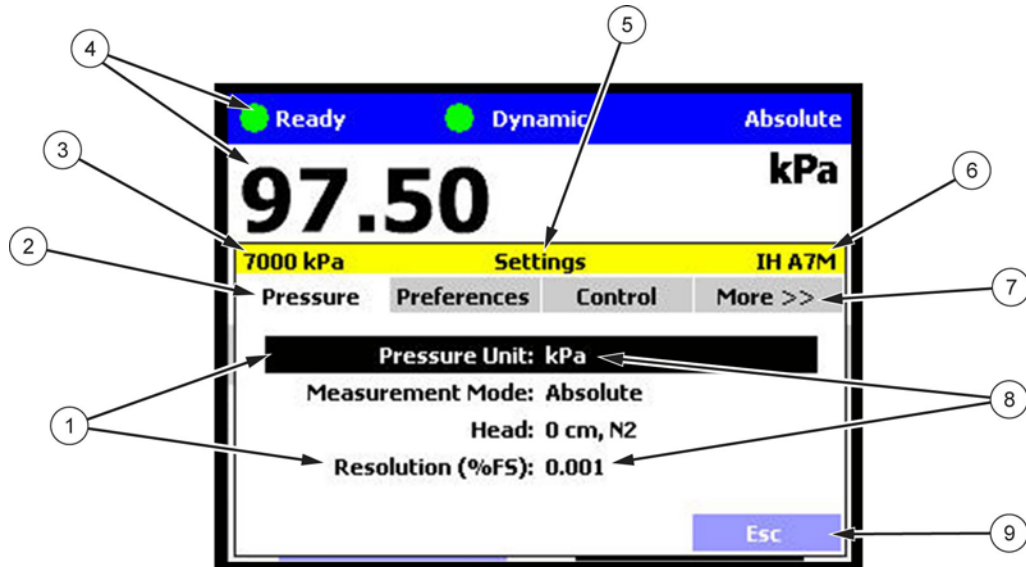 5
4
Ready Dynamic Absolute
3
97.50 kPa
6
7000 kPa Settings IH A7M
2
Pressure Preferences Control More >>
7
Pressure Unit: kPa
Measurement Mode: Absolute
8
1
Head: 0 cm, N2
Resolution (%FS): 0.001
Esc
9